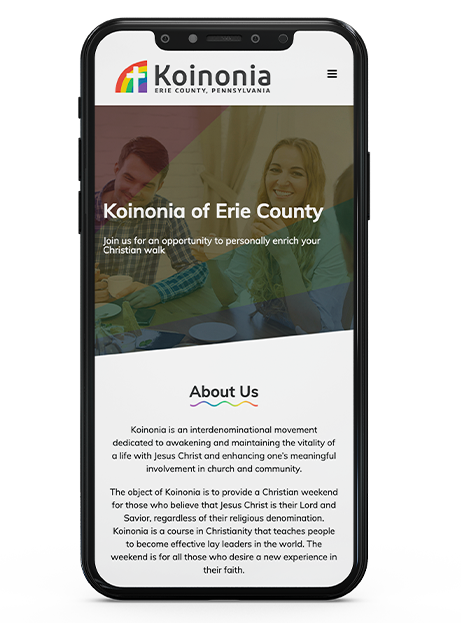 Koinonia
ERIE COUNTY, PENNSYLVANIA
Koinonia of Erie County
Join us for an opportunity to personally enrich your
Christian walk
About Us
Koinonia is an interdenominational movement
dedicated to awakening and maintaining the vitality of
a life with Jesus Christ and enhancing one's meaningful
involvement in church and community.
The object of Koinonia is to provide a Christian weekend
for those who believe that Jesus Christ is their Lord and
Savior, regardless of their religious denomination.
Koinonia is a course in Christianity that teaches people
to become effective lay leaders in the world. The
weekend is for all those who desire a new experience in
their faith.